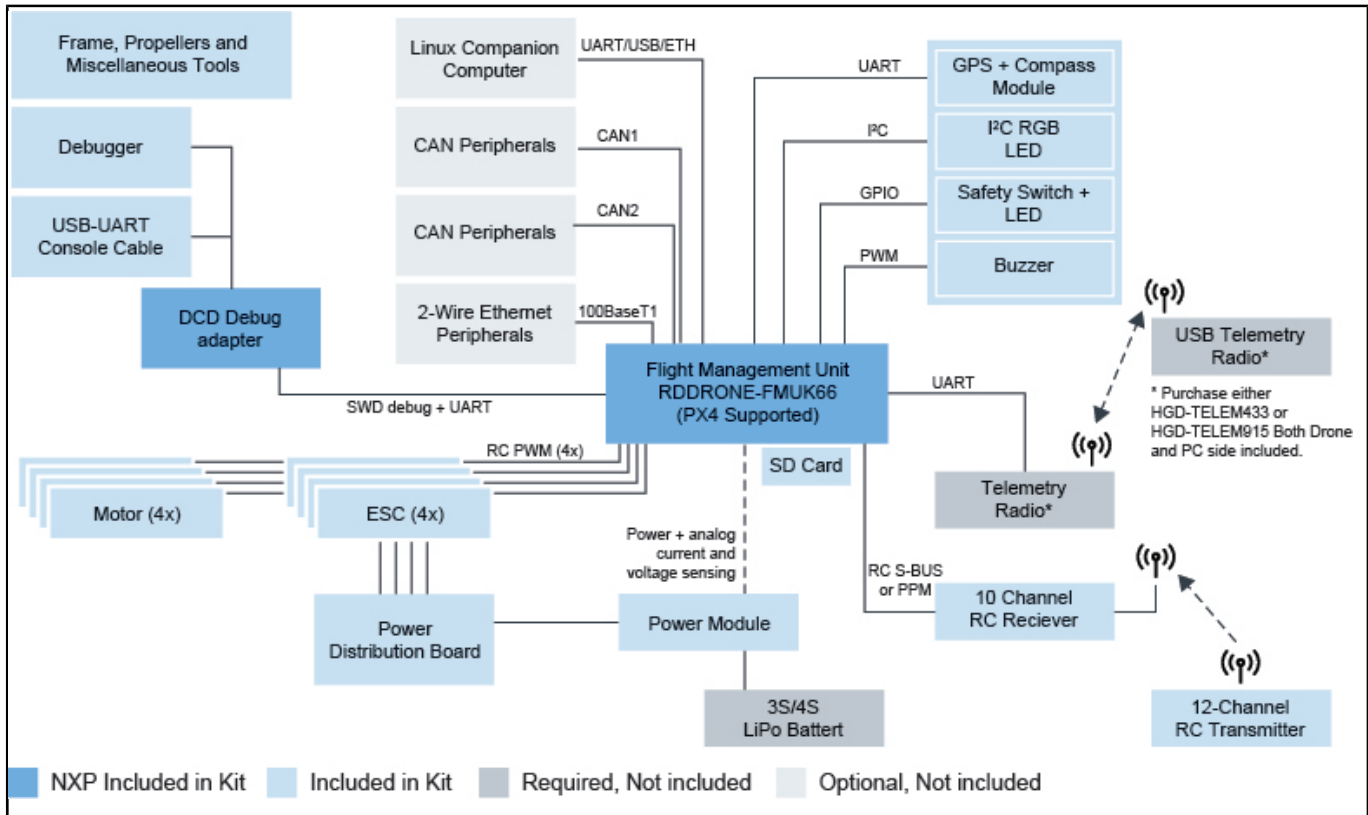 Frame, Propellers and
Miscellaneous Tools
Debugger
USB-UART
Console Cable
DCD Debug
adapter
SWD debug + UART
Linux Companion
Computer
UART/USB/ETH
CAN Peripherals
CAN1
CAN Peripherals
CAN2
2-Wire Ethernet
Peripherals
100BaseT1
UART
GPS + Compass
Module
I²C
I²C RGB
LED
GPIO
Safety Switch +
LED
PWM
Buzzer
Flight Management Unit
RDDRONE-FMUK66
(PX4 Supported)
SD Card
UART
USB Telemetry
Radio*
* Purchase either
HGD-TELEM433 or
HGD-TELEM915 Both Drone
and PC side included.
Telemetry
Radio*
RC PWM (4x)
Motor (4x)
ESC (4x)
Power + analog
current and
voltage sensing
RC S-BUS
or PPM
10 Channel
RC Reciever
Power
Distribution Board
Power Module
3S/4S
LiPo Battert
12-Channel
RC Transmitter
NXP Included in Kit
Included in Kit
Required, Not included
Optional, Not included